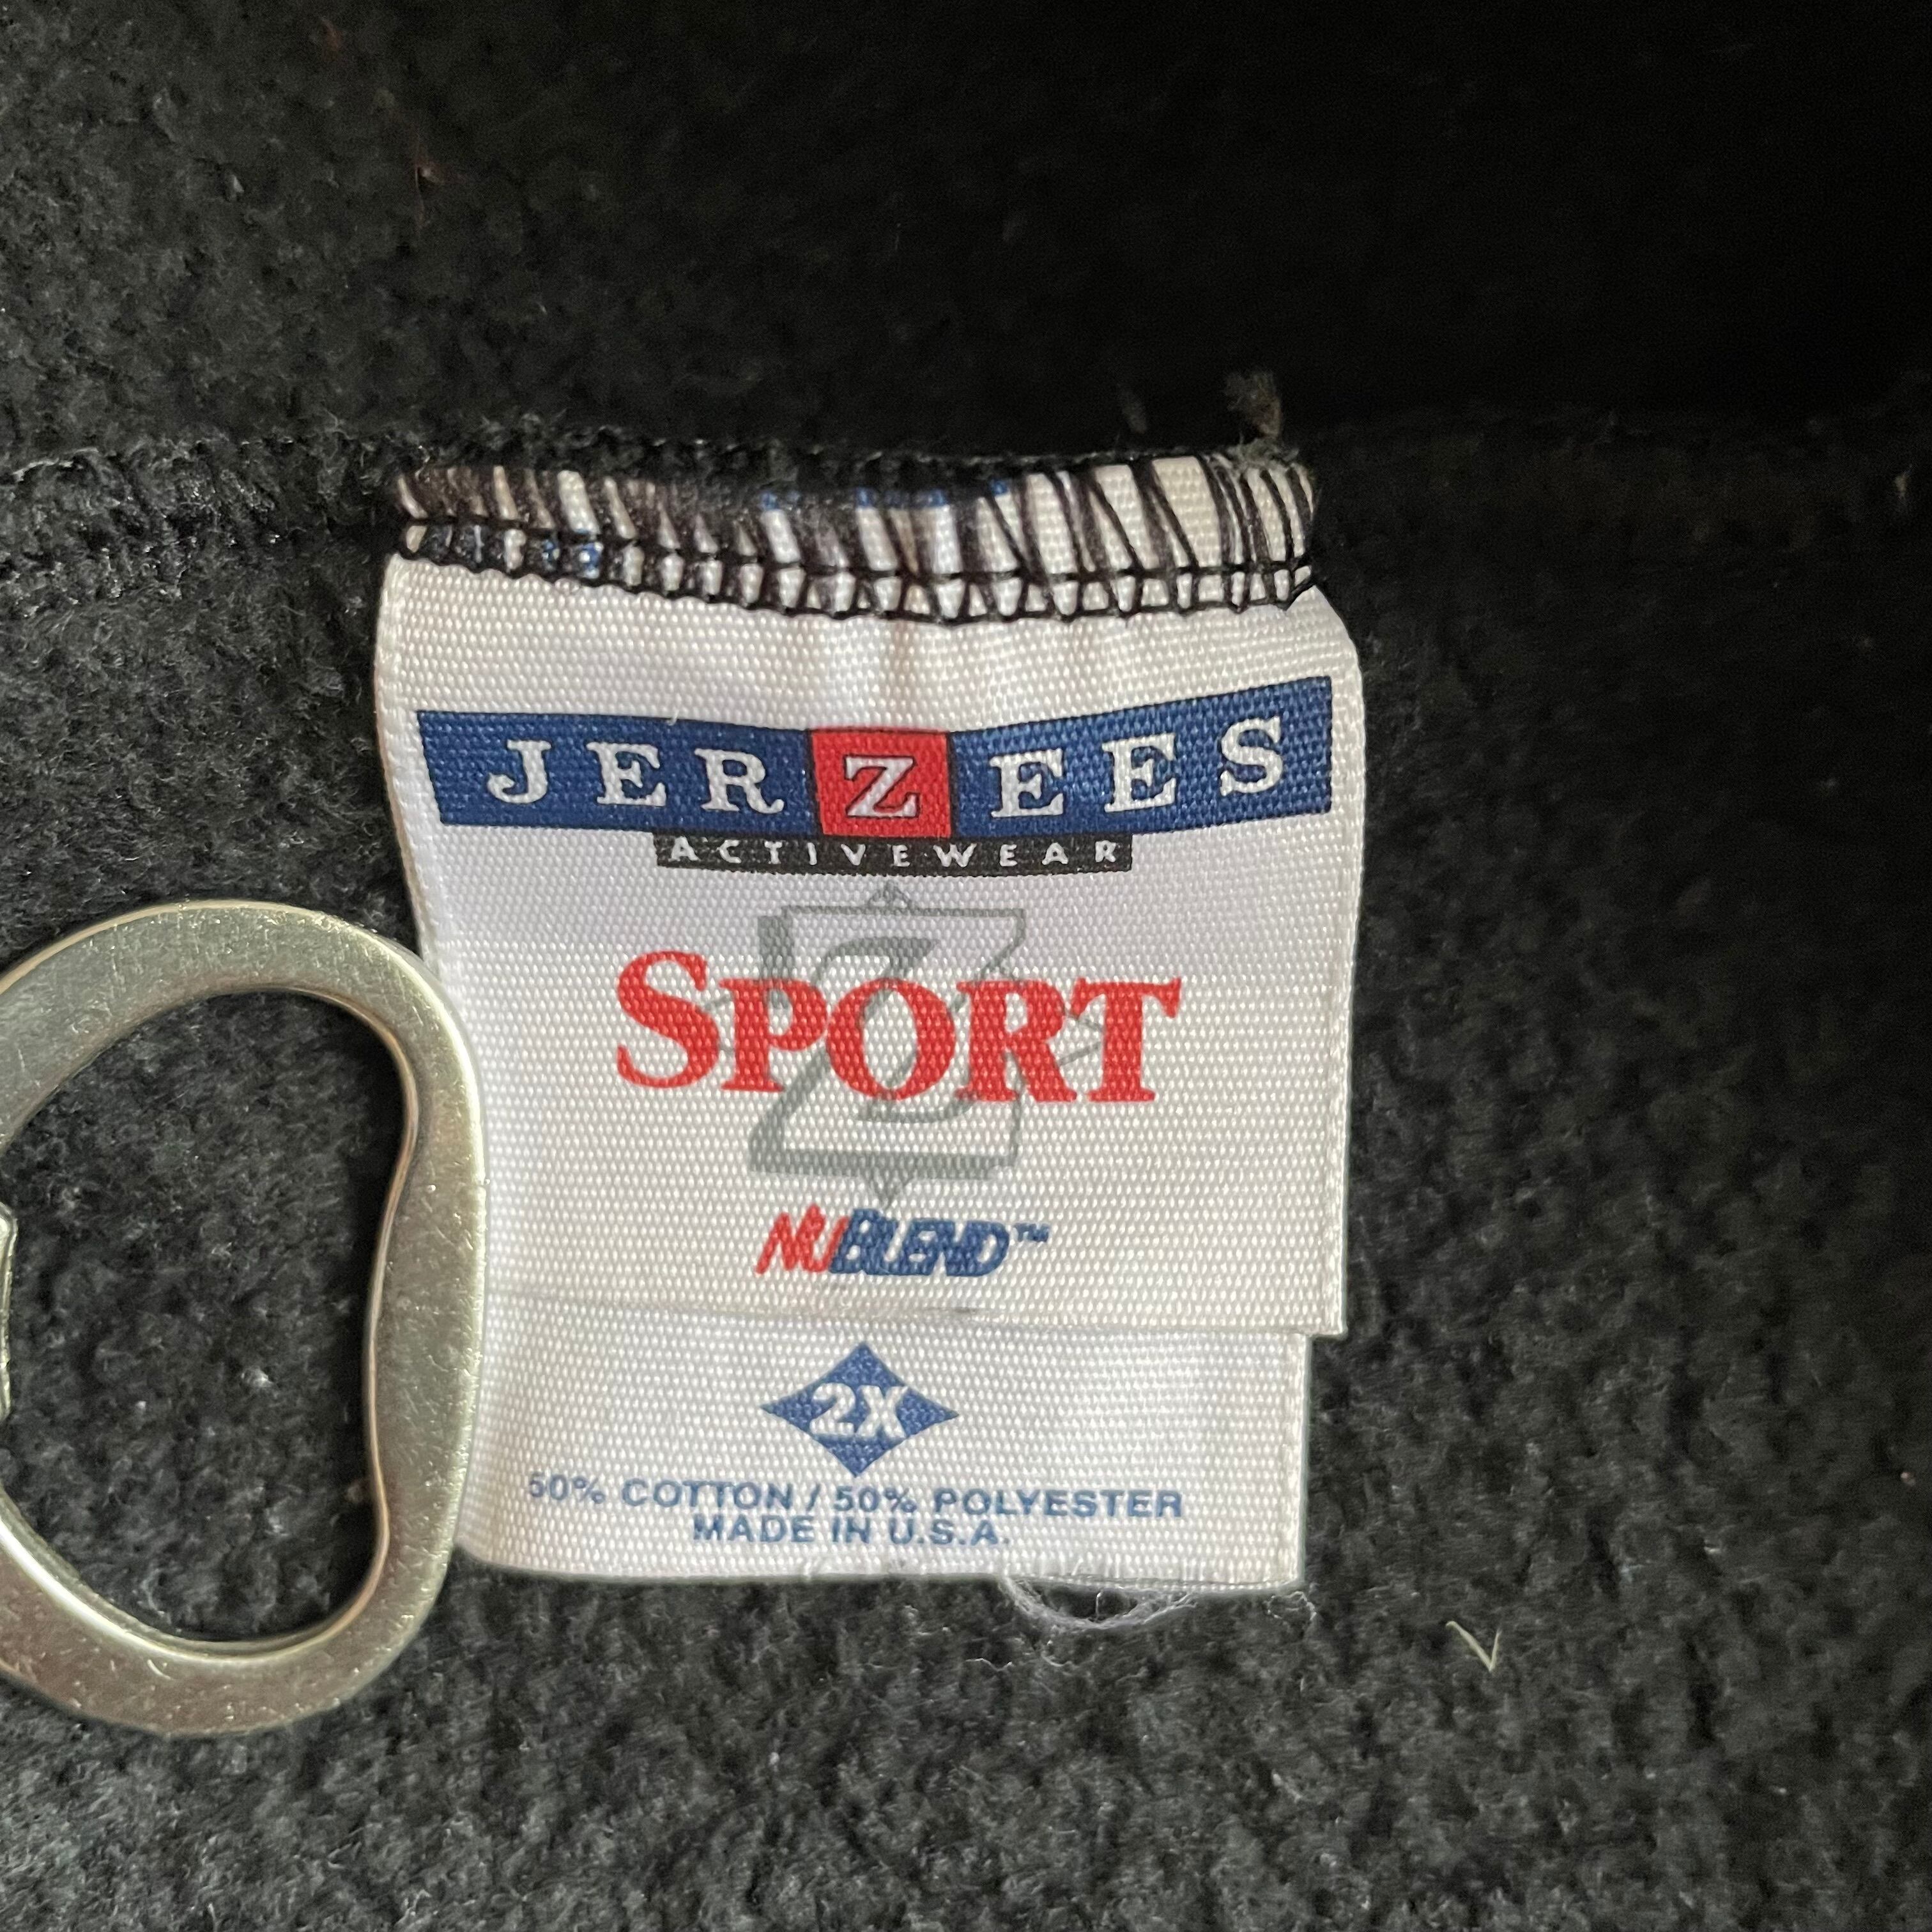 JERZEES
ACTIVEWEAR
SPORT
NUBLEND™
2X
50% COTTON / 50% POLYESTER
MADE IN U.S.A.